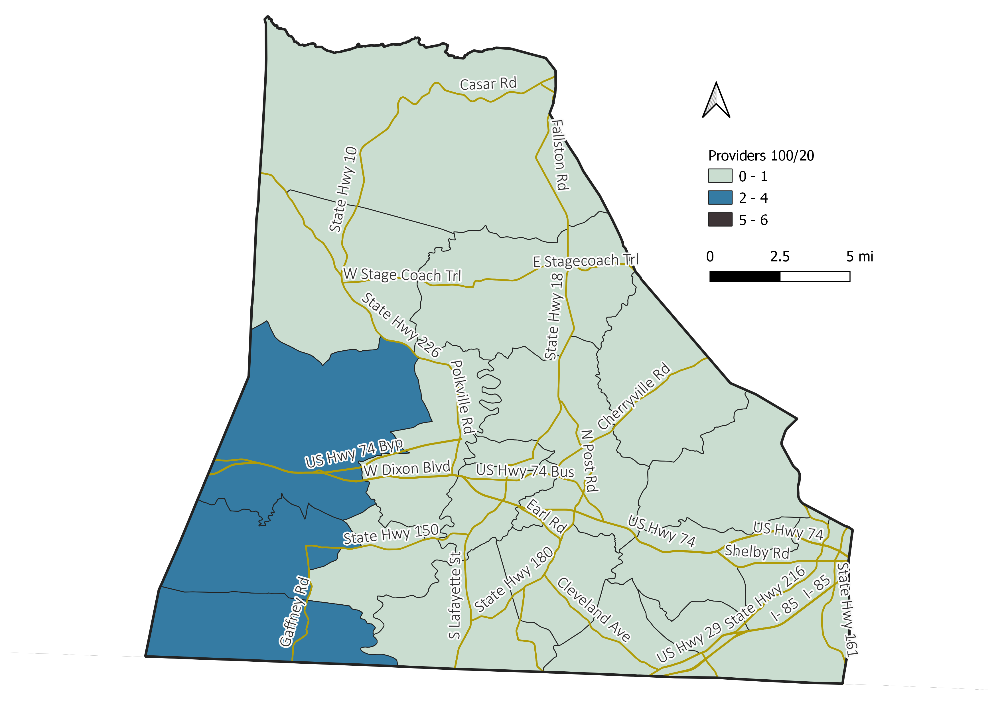 Casar Rd
Fallston Rd
State Hwy 10
Providers 100/20
0 - 1
2 - 4
5 - 6
0 2.5 5 mi
E Stagecoach Trl
W Stage Coach Trl
State Hwy 18
State Hwy 226
Polkville Rd
Cherryville Rd
N Post Rd
US Hwy 74 Byp
W Dixon Blvd
US Hwy 74 Bus
Earl Rd
US Hwy 74
US Hwy 74
State Hwy 150
Shelby Rd
S Lafayette St
State Hwy 180
Gaffney Rd
Cleveland Ave
State Hwy 216
I- 85
I- 85
US Hwy 29
State Hwy 161